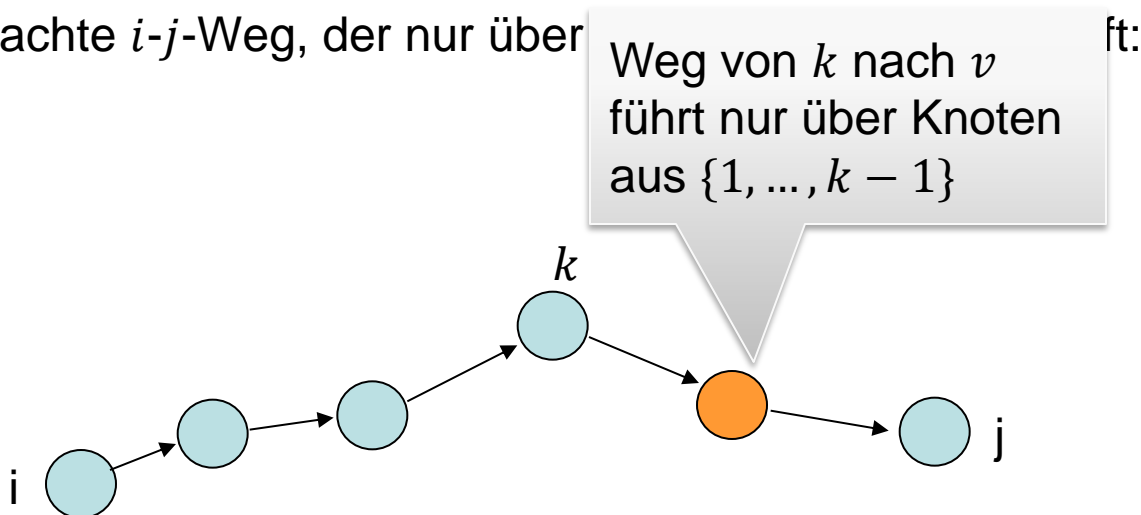 achte i-j-Weg, der nur über ft:
Weg von k nach v
führt nur über Knoten
aus {1, … , k − 1}
k
j
i